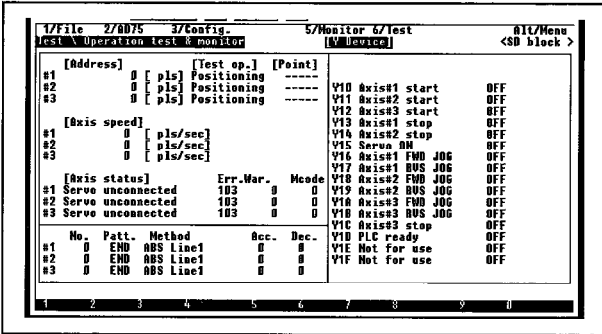 1/File 2/AD75 3/Config. 5/Monitor 6/Test Alt/Menu
Test \ Operation test & monitor [Y Device] <SD block >
[Address] [Test op.] [Point]
#1 0 [ pls] Positioning -----
#2 0 [ pls] Positioning -----
#3 0 [ pls] Positioning -----
[Axis speed]
#1 0 [ pls/sec]
#2 0 [ pls/sec]
#3 0 [ pls/sec]
[Axis status] Err.War. Mcode
#1 Servo unconnected 103 0 0
#2 Servo unconnected 103 0 0
#3 Servo unconnected 103 0 0
No. Patt. Method Acc. Dec.
#1 0 END ABS Line1 0 0
#2 0 END ABS Line1 0 0
#3 0 END ABS Line1 0 0
Y10 Axis#1 start OFF
Y11 Axis#2 start OFF
Y12 Axis#3 start OFF
Y13 Axis#1 stop OFF
Y14 Axis#2 stop OFF
Y15 Servo ON OFF
Y16 Axis#1 FWD JOG OFF
Y17 Axis#1 RVS JOG OFF
Y18 Axis#2 FWD JOG OFF
Y19 Axis#2 RVS JOG OFF
Y1A Axis#3 FWD JOG OFF
Y1B Axis#3 RVS JOG OFF
Y1C Axis#3 stop OFF
Y1D PLC ready OFF
Y1E Not for use OFF
Y1F Not for use OFF
1 2 3 4 5 6 7 8 9 0